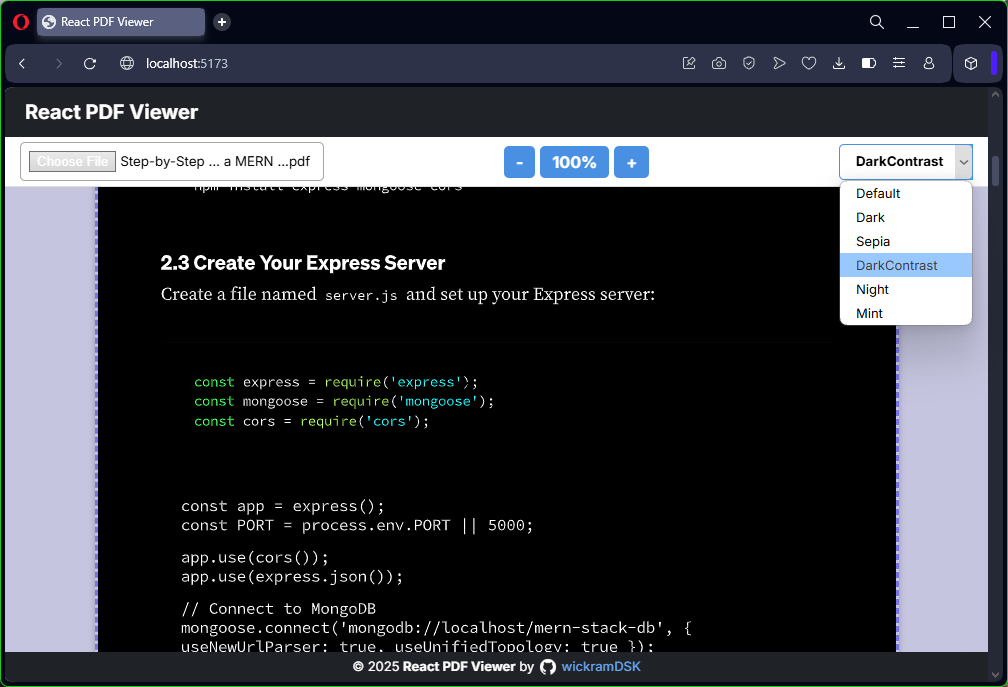 React PDF Viewer
localhost:5173
React PDF Viewer
Choose File Step-by-Step ... a MERN ...pdf
- 100% +
DarkContrast
Default
Dark
Sepia
DarkContrast
Night
Mint
npm install express mongoose cors
2.3 Create Your Express Server
Create a file named server.js and set up your Express server:
const express = require('express');
const mongoose = require('mongoose');
const cors = require('cors');
const app = express();
const PORT = process.env.PORT || 5000;
app.use(cors());
app.use(express.json());
// Connect to MongoDB
mongoose.connect('mongodb://localhost/mern-stack-db', {
useNewUrlParser: true, useUnifiedTopology: true });
© 2025 React PDF Viewer by wickramDSK